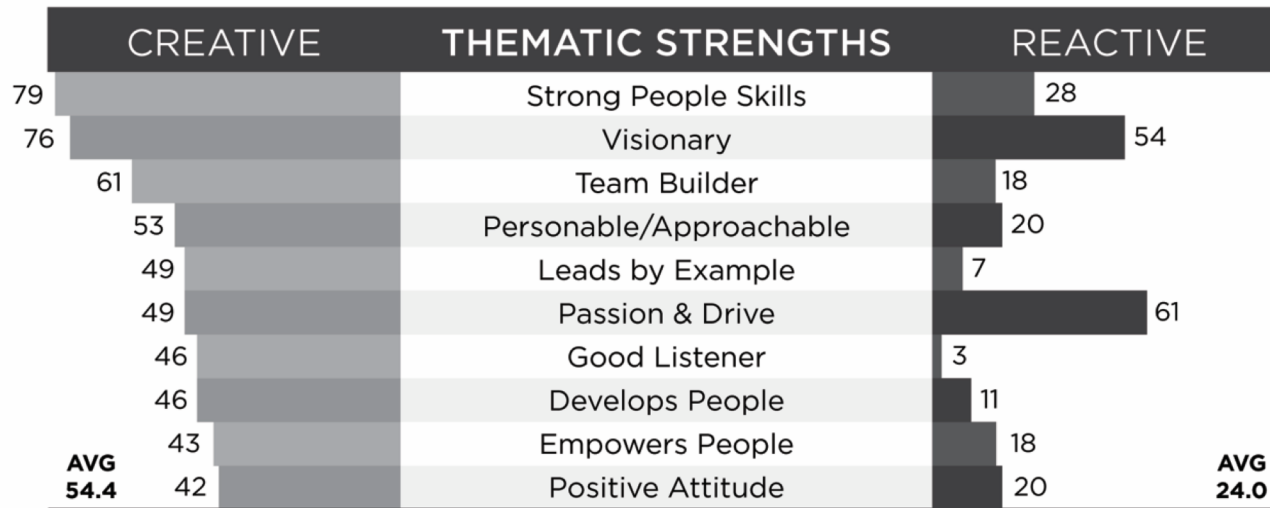 CREATIVE THEMATIC STRENGTHS REACTIVE
79 Strong People Skills 28
76 Visionary 54
61 Team Builder 18
53 Personable/Approachable 20
49 Leads by Example 7
49 Passion & Drive 61
46 Good Listener 3
46 Develops People 11
43 Empowers People 18
AVG AVG
54.4 42 Positive Attitude 20 24.0